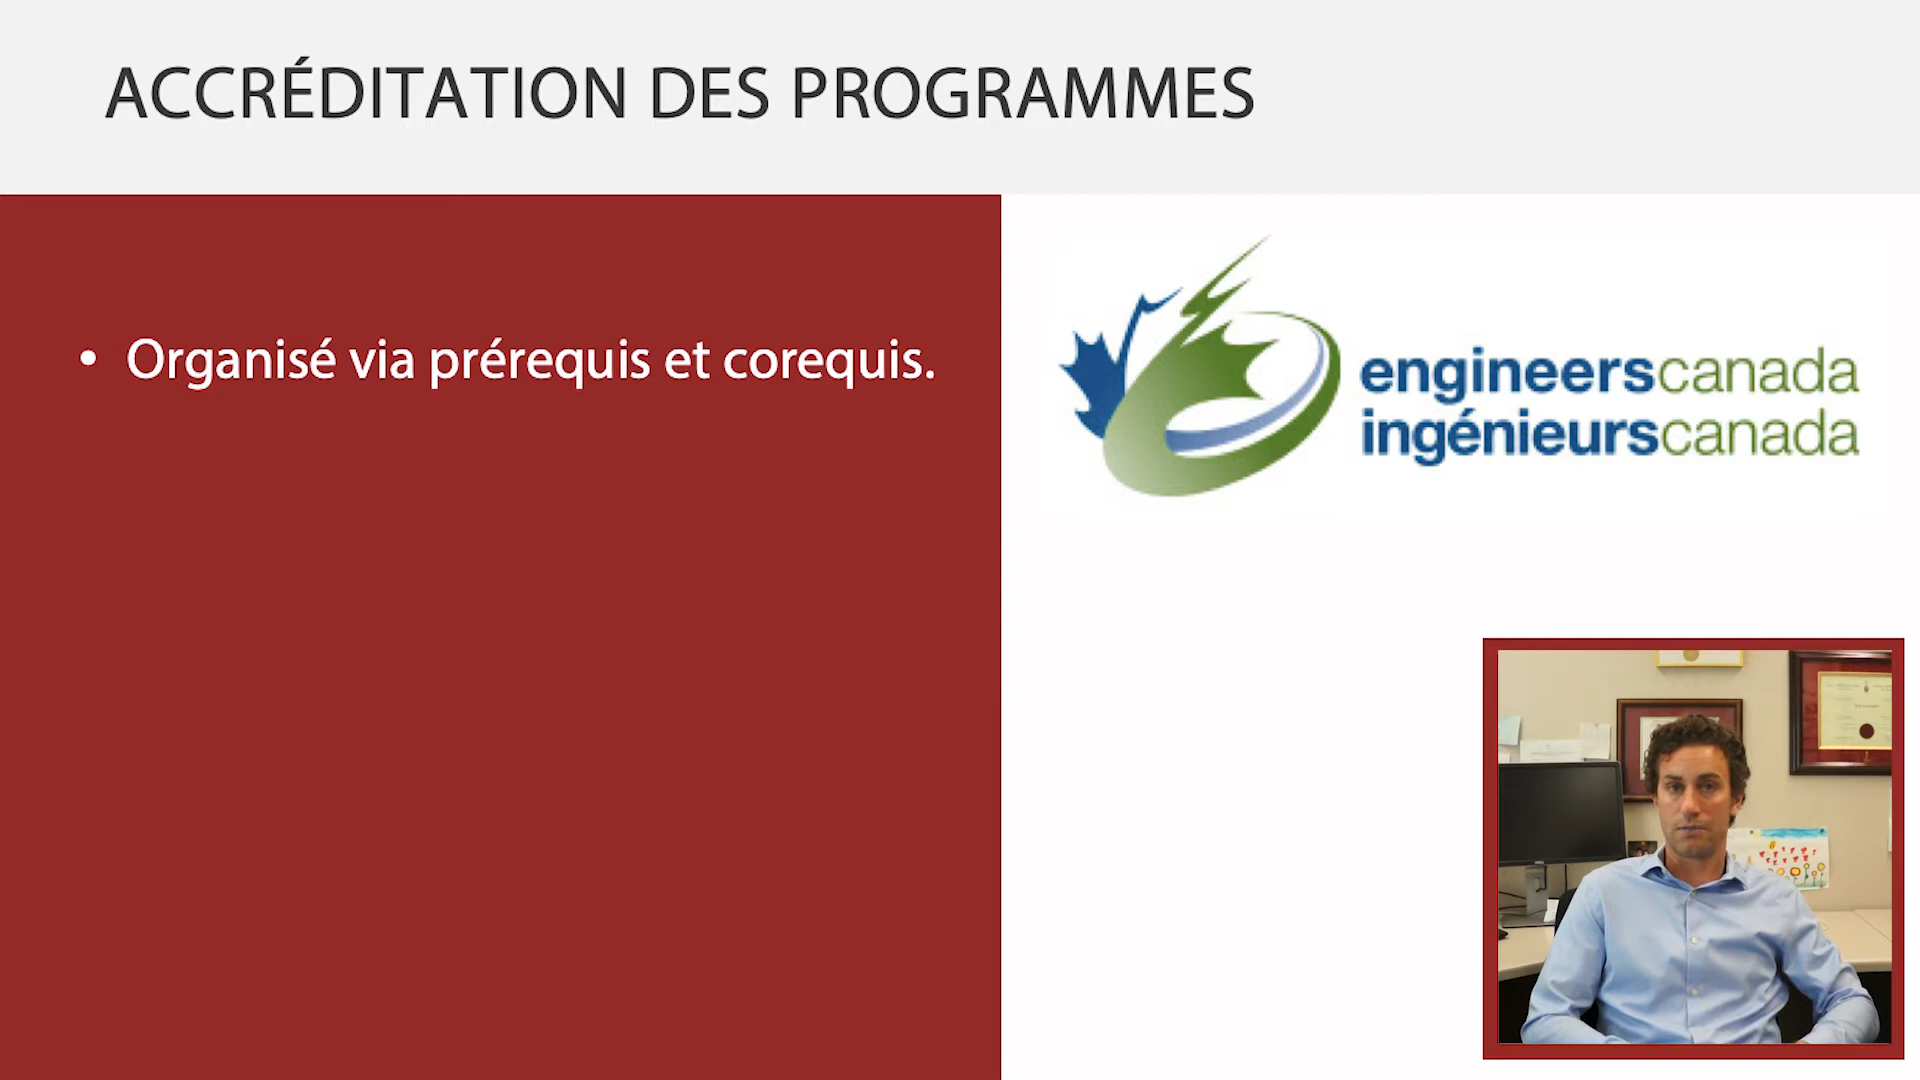 ACCRÉDITATION DES PROGRAMMES
• Organisé via prérequis et corequis.
engineerscanada
ingénieurscanada